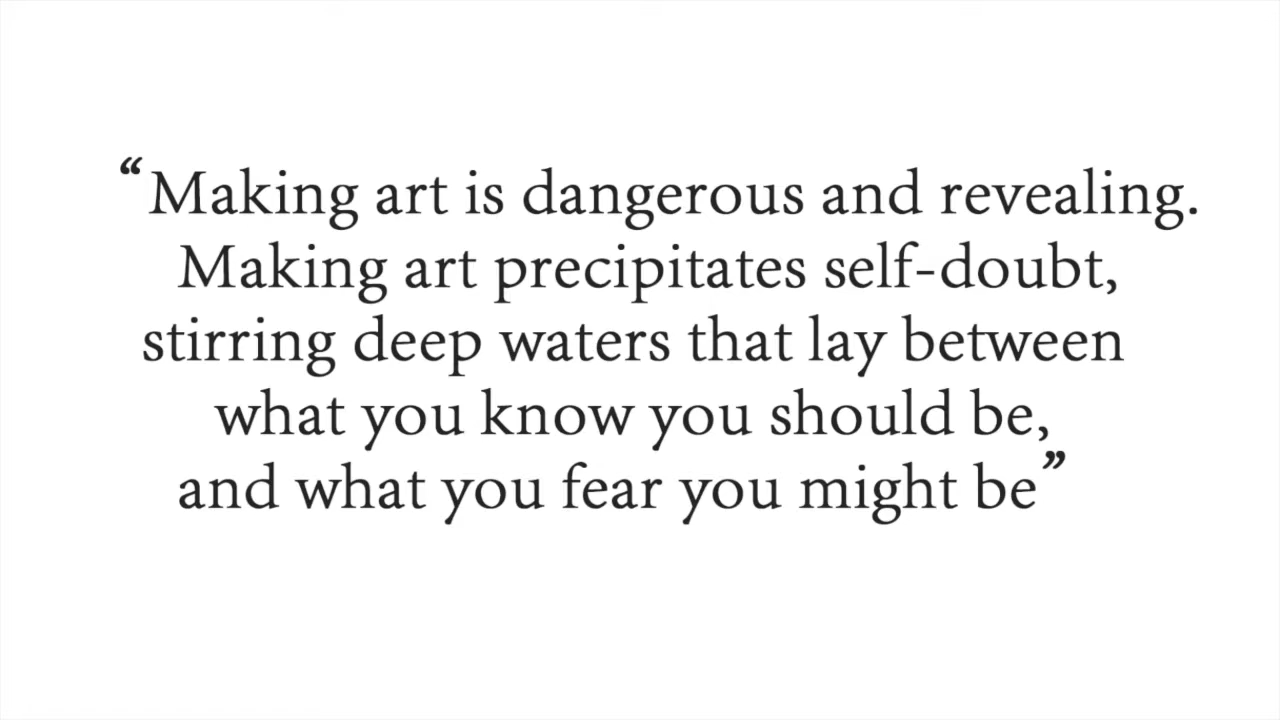 “Making art is dangerous and revealing.
Making art precipitates self-doubt,
stirring deep waters that lay between
what you know you should be,
and what you fear you might be”